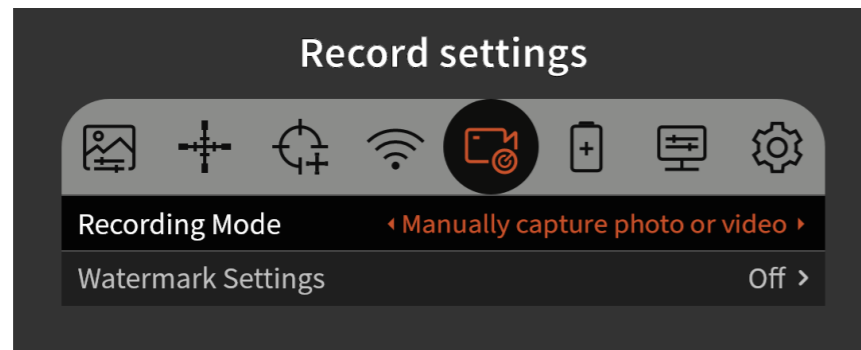 Record settings
Recording Mode Manually capture photo or video
Watermark Settings Off